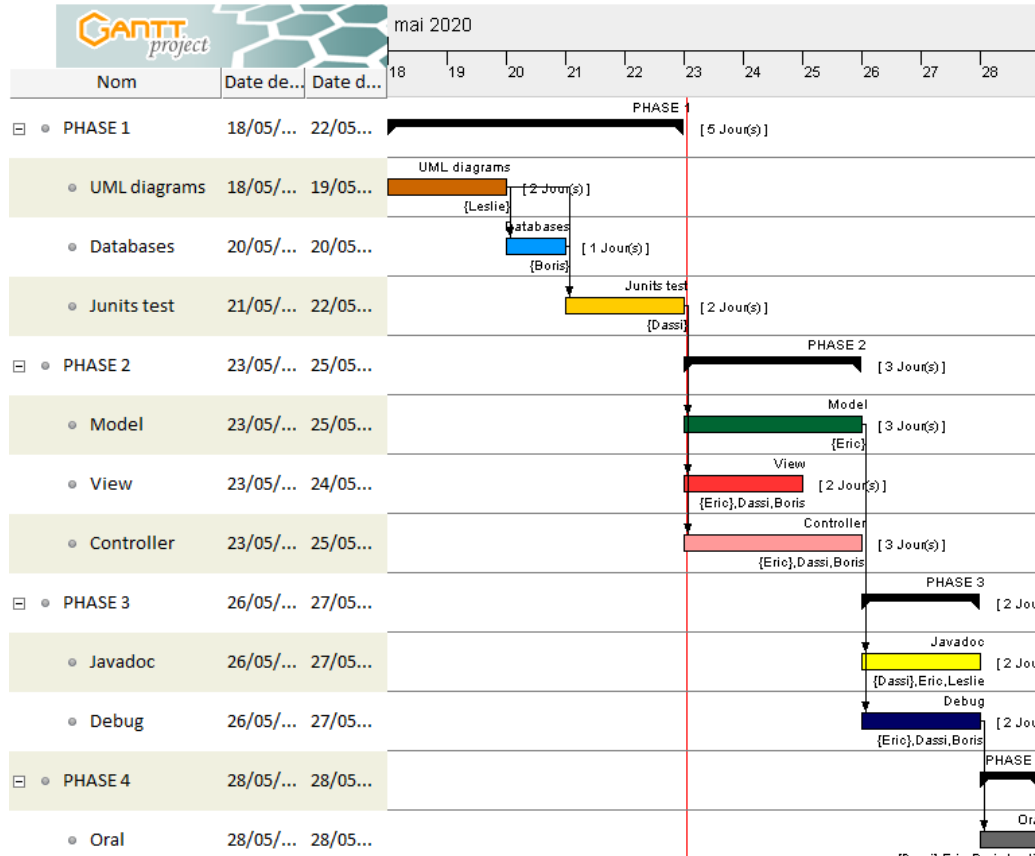 GANTT project
mai 2020
Nom Date de... Date d...
18 19 20 21 22 23 24 25 26 27 28
PHASE 1 18/05/... 22/05...
PHASE 1
[ 5 Jour(s) ]
UML diagrams 18/05/... 19/05...
UML diagrams
[ 2 Jour(s) ]
{Leslie}
Databases 20/05/... 20/05...
Databases
[ 1 Jour(s) ]
{Boris}
Junits test 21/05/... 22/05...
Junits test
[ 2 Jour(s) ]
{Dassi}
PHASE 2 23/05/... 25/05...
PHASE 2
[ 3 Jour(s) ]
Model 23/05/... 25/05...
Model
[ 3 Jour(s) ]
{Eric}
View 23/05/... 24/05...
View
[ 2 Jour(s) ]
{Eric},Dassi,Boris
Controller 23/05/... 25/05...
Controller
[ 3 Jour(s) ]
{Eric},Dassi,Boris
PHASE 3 26/05/... 27/05...
PHASE 3
[ 2 Jou
Javadoc 26/05/... 27/05...
Javadoc
[ 2 Jou
{Dassi},Eric,Leslie
Debug 26/05/... 27/05...
Debug
[ 2 Jou
{Eric},Dassi,Boris
PHASE 4 28/05/... 28/05...
PHASE
Oral 28/05/... 28/05...
Or